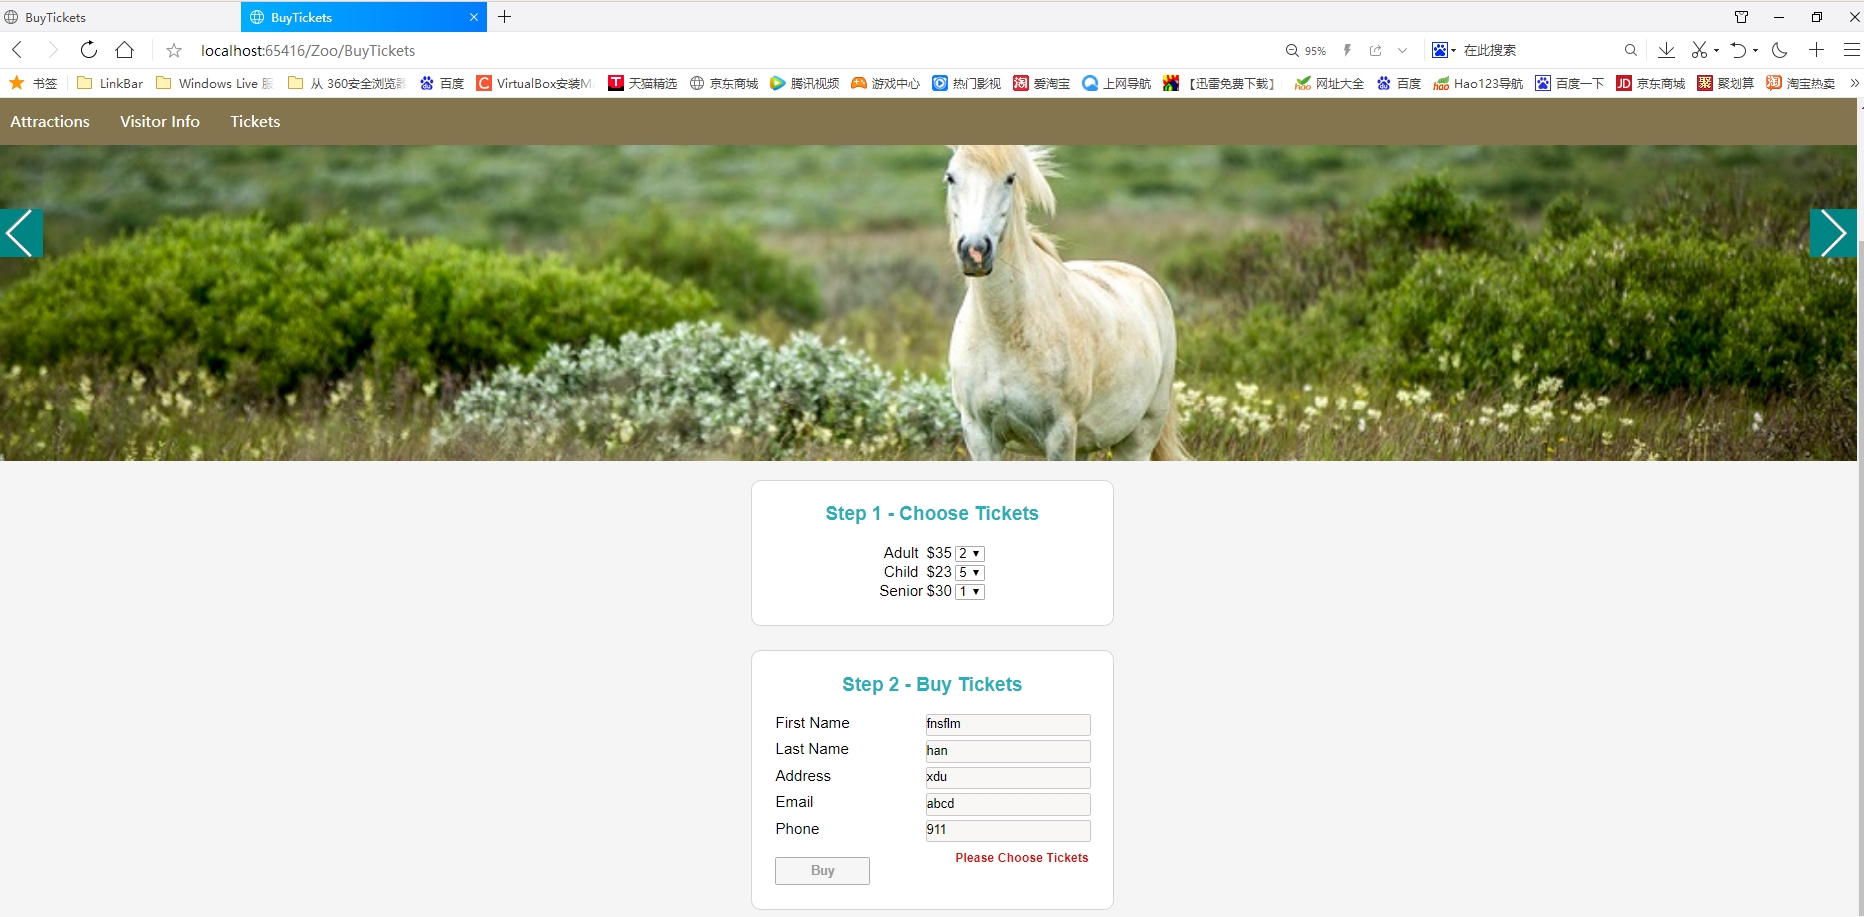 BuyTickets
BuyTickets
localhost:65416/Zoo/BuyTickets
95%
在此搜索
书签
LinkBar
Windows Live 服
从 360安全浏览器
百度
VirtualBox安装Ma
天猫精选
京东商城
腾讯视频
游戏中心
热门影视
爱淘宝
上网导航
【迅雷免费下载】
网址大全
百度
Hao123导航
百度一下
京东商城
聚划算
淘宝热卖
Attractions Visitor Info Tickets
Step 1 - Choose Tickets
Adult $35 2
Child $23 5
Senior $30 1
Step 2 - Buy Tickets
First Name fnsflm
Last Name han
Address xdu
Email abcd
Phone 911
Please Choose Tickets
Buy